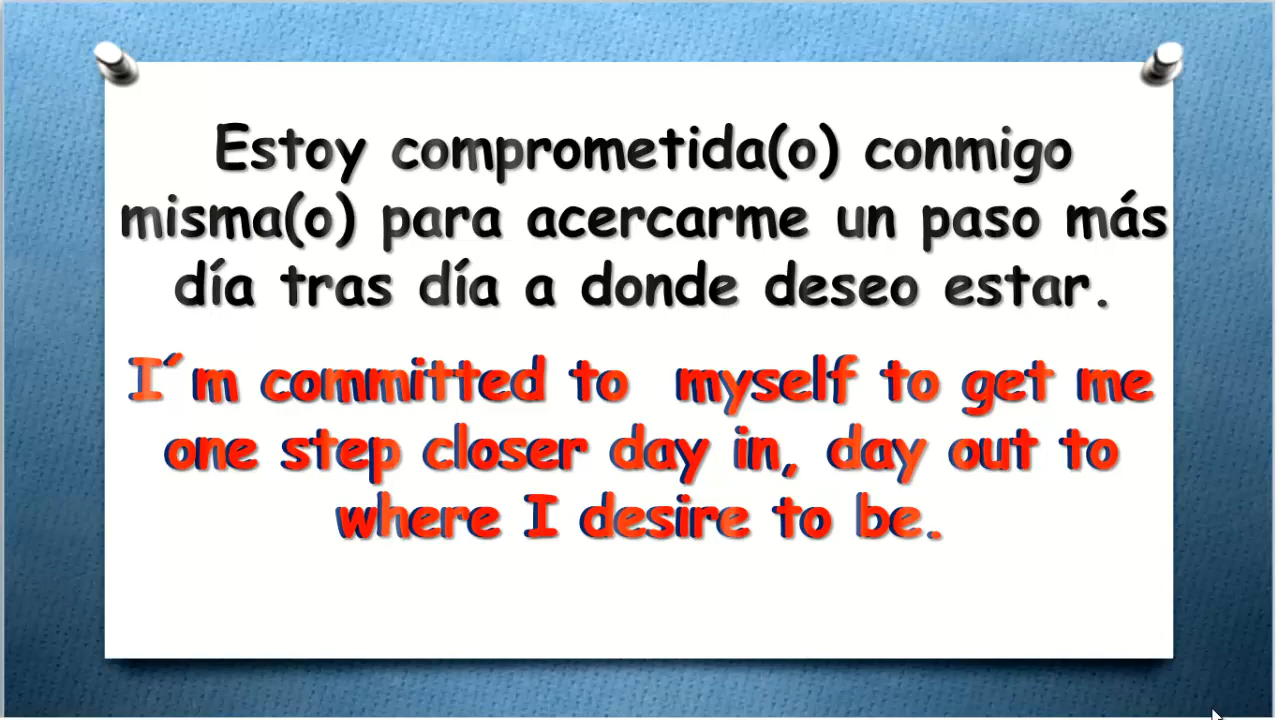 Estoy comprometida(o) conmigo
misma(o) para acercarme un paso más
día tras día a donde deseo estar.
I´m committed to  myself to get me
one step closer day in, day out to
where I desire to be.